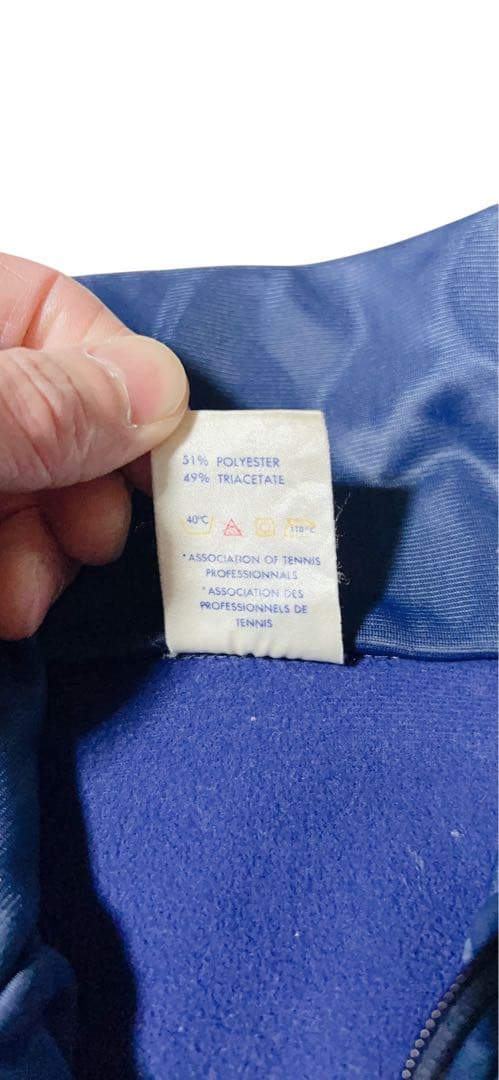 51% POLYESTER
49% TRIACETATE
40°C 110°C
*ASSOCIATION OF TENNIS
PROFESSIONNALS
*ASSOCIATION DES
PROFESSIONNELS DE
TENNIS